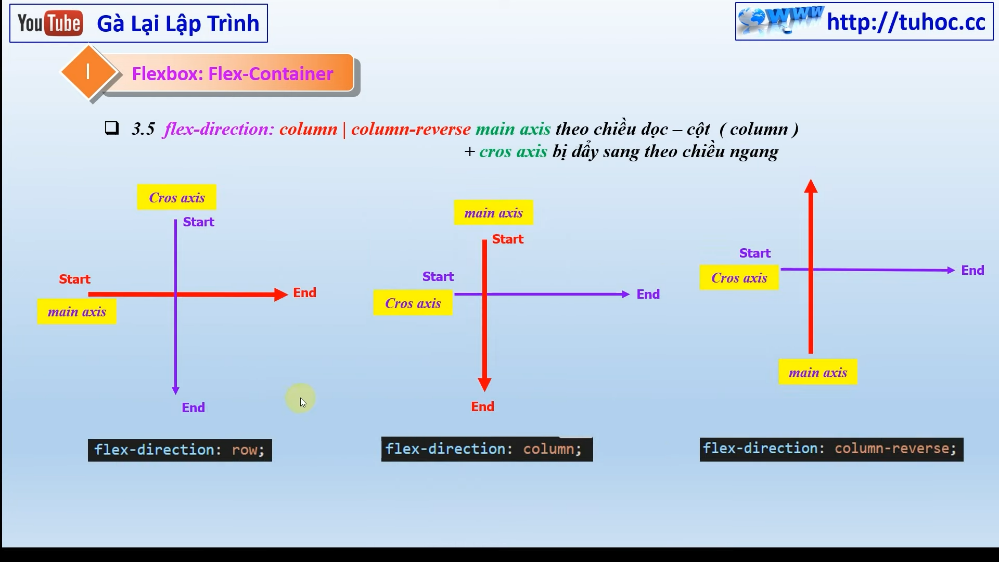 YouTube Gà Lại Lập Trình
WWW http://tuhoc.cc
I Flexbox: Flex-Container
3.5 flex-direction: column | column-reverse main axis theo chiều dọc – cột ( column )
+ cros axis bị đẩy sang theo chiều ngang
Cros axis
Start
Start
End
main axis
End
flex-direction: row;
main axis
Start
Start
End
Cros axis
End
flex-direction: column;
Start
Cros axis
End
main axis
flex-direction: column-reverse;